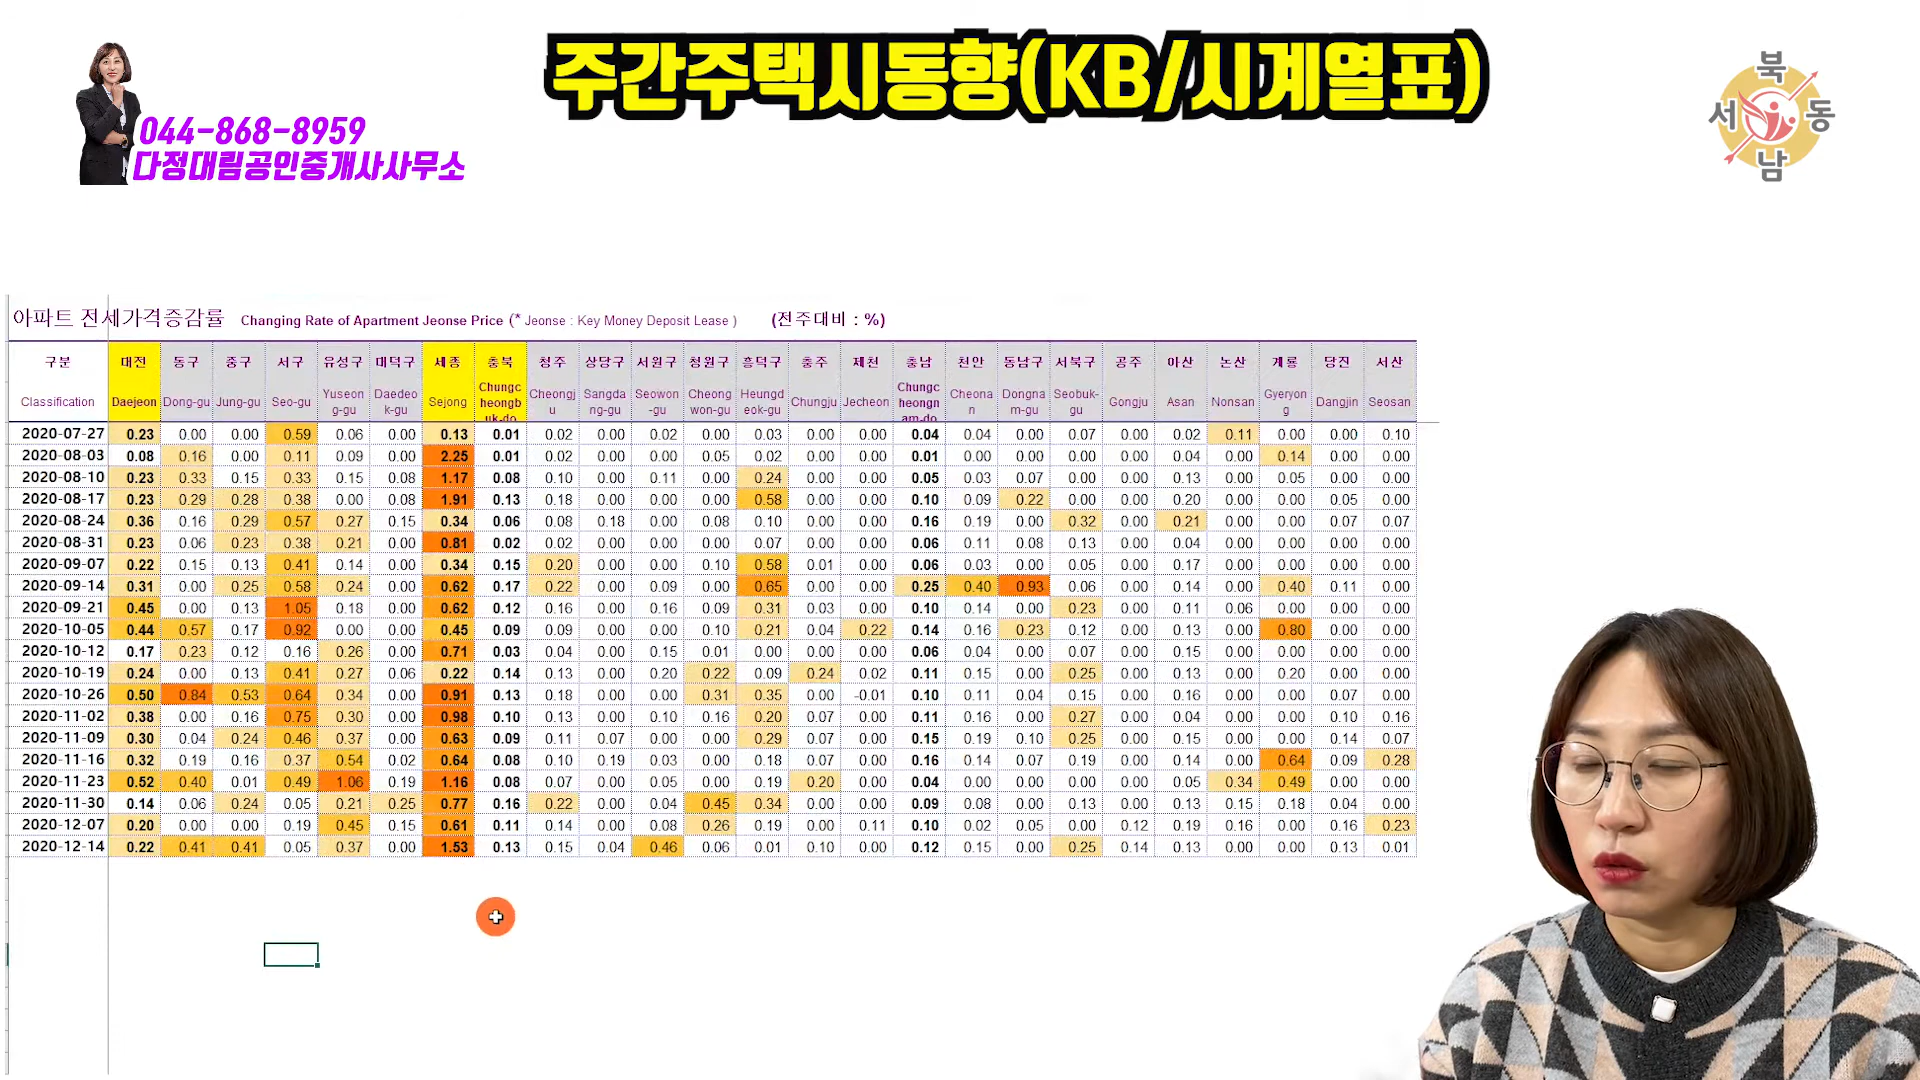 주간주택시동향(KB/시계열표)
044-868-8959
다정대림공인중개사사무소
북
서 동
남
아파트 전세가격증감률 Changing Rate of Apartment Jeonse Price (* Jeonse : Key Money Deposit Lease ) (전주대비 : %)
구분 대전 동구 중구 서구 유성구 대덕구 세종 충북 청주 상당구 서원구 청원구 흥덕구 충주 제천 충남 천안 동남구 서북구 공주 아산 논산 계룡 당진 서산
Classification Daejeon Dong-gu Jung-gu Seo-gu Yuseong-gu Daedeok-gu Sejong Chungcheongbuk-do Cheongju Sangdang-gu Seowon-gu Cheongwon-gu Heungdeok-gu Chungju Jecheon Chungcheongnam-do Cheonan Dongnam-gu Seobuk-gu Gongju Asan Nonsan Gyeryong Dangjin Seosan
2020-07-27 0.23 0.00 0.00 0.59 0.06 0.00 0.13 0.01 0.02 0.00 0.02 0.00 0.03 0.00 0.00 0.04 0.04 0.00 0.07 0.00 0.02 0.11 0.00 0.00 0.10
2020-08-03 0.08 0.16 0.00 0.11 0.09 0.00 2.25 0.01 0.02 0.00 0.00 0.05 0.02 0.00 0.00 0.01 0.00 0.00 0.00 0.00 0.04 0.00 0.14 0.00 0.00
2020-08-10 0.23 0.33 0.15 0.33 0.15 0.08 1.17 0.08 0.10 0.00 0.11 0.00 0.24 0.00 0.00 0.05 0.03 0.07 0.00 0.00 0.13 0.00 0.05 0.00 0.00
2020-08-17 0.23 0.29 0.28 0.38 0.00 0.08 1.91 0.13 0.18 0.00 0.00 0.00 0.58 0.00 0.00 0.10 0.09 0.22 0.00 0.00 0.20 0.00 0.00 0.05 0.00
2020-08-24 0.36 0.16 0.29 0.57 0.27 0.15 0.34 0.06 0.08 0.18 0.00 0.08 0.10 0.00 0.00 0.16 0.19 0.00 0.32 0.00 0.21 0.00 0.00 0.07 0.07
2020-08-31 0.23 0.06 0.23 0.38 0.21 0.00 0.81 0.02 0.02 0.00 0.00 0.00 0.07 0.00 0.00 0.06 0.11 0.08 0.13 0.00 0.04 0.00 0.00 0.00 0.00
2020-09-07 0.22 0.15 0.13 0.41 0.14 0.00 0.34 0.15 0.20 0.00 0.00 0.10 0.58 0.01 0.00 0.06 0.03 0.00 0.05 0.00 0.17 0.00 0.00 0.00 0.00
2020-09-14 0.31 0.00 0.25 0.58 0.24 0.00 0.62 0.17 0.22 0.00 0.09 0.00 0.65 0.00 0.00 0.25 0.40 0.93 0.06 0.00 0.14 0.00 0.40 0.11 0.00
2020-09-21 0.45 0.00 0.13 1.05 0.18 0.00 0.62 0.12 0.16 0.00 0.16 0.09 0.31 0.03 0.00 0.10 0.14 0.00 0.23 0.00 0.11 0.06 0.00 0.00 0.00
2020-10-05 0.44 0.57 0.17 0.92 0.00 0.00 0.45 0.09 0.09 0.00 0.00 0.10 0.21 0.04 0.22 0.14 0.16 0.23 0.12 0.00 0.13 0.00 0.80 0.00 0.00
2020-10-12 0.17 0.23 0.12 0.16 0.26 0.00 0.71 0.03 0.04 0.00 0.15 0.01 0.00 0.00 0.00 0.06 0.04 0.00 0.07 0.00 0.15 0.00 0.00 0.00 0.00
2020-10-19 0.24 0.00 0.13 0.41 0.27 0.06 0.22 0.14 0.13 0.00 0.20 0.22 0.09 0.24 0.02 0.11 0.15 0.00 0.25 0.00 0.13 0.00 0.20 0.00 0.00
2020-10-26 0.50 0.84 0.53 0.64 0.34 0.00 0.91 0.13 0.18 0.00 0.00 0.31 0.35 0.00 -0.01 0.10 0.11 0.04 0.15 0.00 0.16 0.00 0.00 0.07 0.00
2020-11-02 0.38 0.00 0.16 0.75 0.30 0.00 0.98 0.10 0.13 0.00 0.10 0.16 0.20 0.07 0.00 0.11 0.16 0.00 0.27 0.00 0.04 0.00 0.00 0.10 0.16
2020-11-09 0.30 0.04 0.24 0.46 0.37 0.00 0.63 0.09 0.11 0.07 0.00 0.00 0.29 0.07 0.00 0.15 0.19 0.10 0.25 0.00 0.15 0.00 0.00 0.14 0.07
2020-11-16 0.32 0.19 0.16 0.37 0.54 0.02 0.64 0.08 0.10 0.19 0.03 0.00 0.18 0.07 0.00 0.16 0.14 0.07 0.19 0.00 0.14 0.00 0.64 0.09 0.28
2020-11-23 0.52 0.40 0.01 0.49 1.06 0.19 1.16 0.08 0.07 0.00 0.05 0.00 0.19 0.20 0.00 0.04 0.00 0.00 0.00 0.00 0.05 0.34 0.49 0.00 0.00
2020-11-30 0.14 0.06 0.24 0.05 0.21 0.25 0.77 0.16 0.22 0.00 0.04 0.45 0.34 0.00 0.00 0.09 0.08 0.00 0.13 0.00 0.13 0.15 0.18 0.04 0.00
2020-12-07 0.20 0.00 0.00 0.19 0.45 0.15 0.61 0.11 0.14 0.00 0.08 0.26 0.19 0.00 0.11 0.10 0.02 0.05 0.00 0.12 0.19 0.16 0.00 0.16 0.23
2020-12-14 0.22 0.41 0.41 0.05 0.37 0.00 1.53 0.13 0.15 0.04 0.46 0.06 0.01 0.10 0.00 0.12 0.15 0.00 0.25 0.14 0.13 0.00 0.00 0.13 0.01